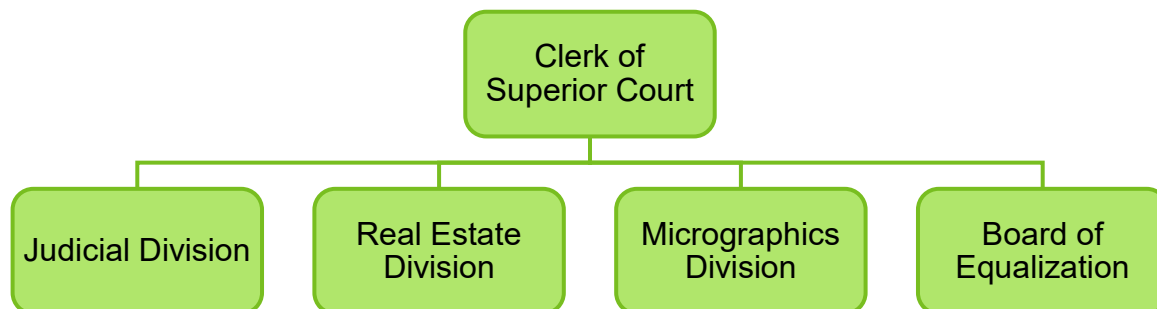 Clerk of
Superior Court
Judicial Division
Real Estate
Division
Micrographics
Division
Board of
Equalization